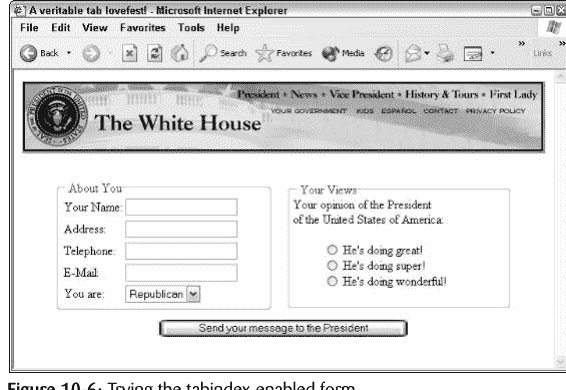 A veritable tab lovefest! - Microsoft Internet Explorer
File Edit View Favorites Tools Help
Back Search Favorites Media » » Links
President * News * Vice President * History & Tours * First Lady
YOUR GOVERNMENT KIDS ESPAÑOL CONTACT PRIVACY POLICY
The White House
About You
Your Name:
Address:
Telephone:
E-Mail:
You are: Republican
Your Views
Your opinion of the President
of the United States of America:
He's doing great!
He's doing super!
He's doing wonderful!
Send your message to the President
Figure 10-6: Trying the tabindex-enabled form